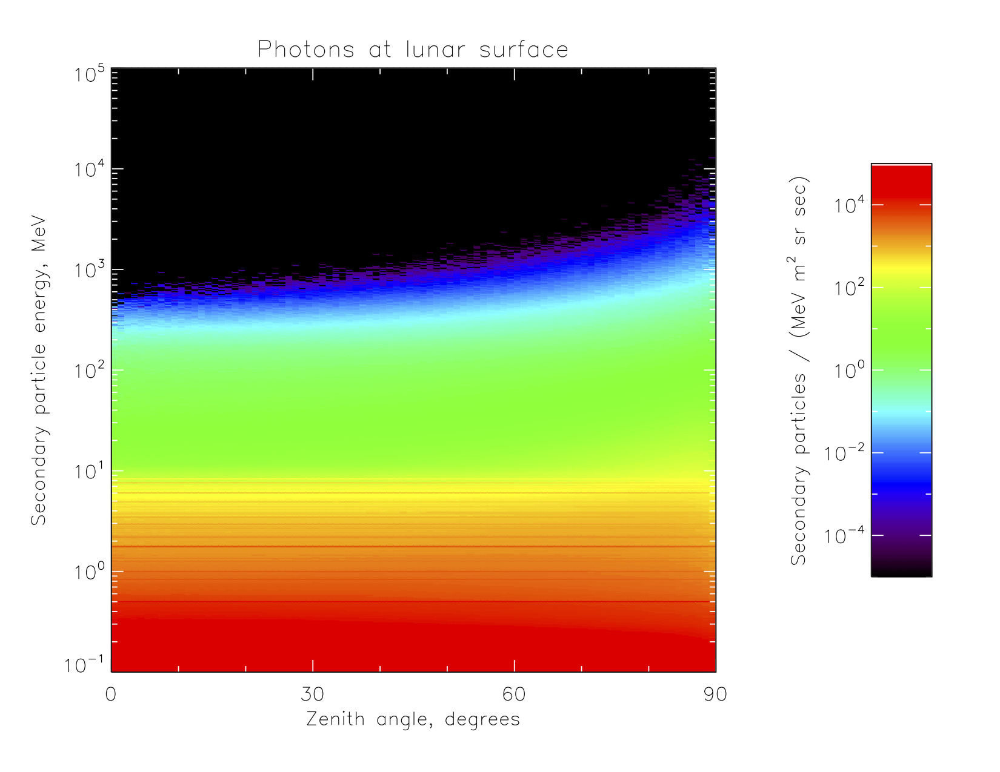 Photons at lunar surface
Secondary particle energy, MeV
10^5
10^4
10^3
10^2
10^1
10^0
10^-1
0 30 60 90
Zenith angle, degrees
Secondary particles / (MeV m^2 sr sec)
10^4
10^2
10^0
10^-2
10^-4